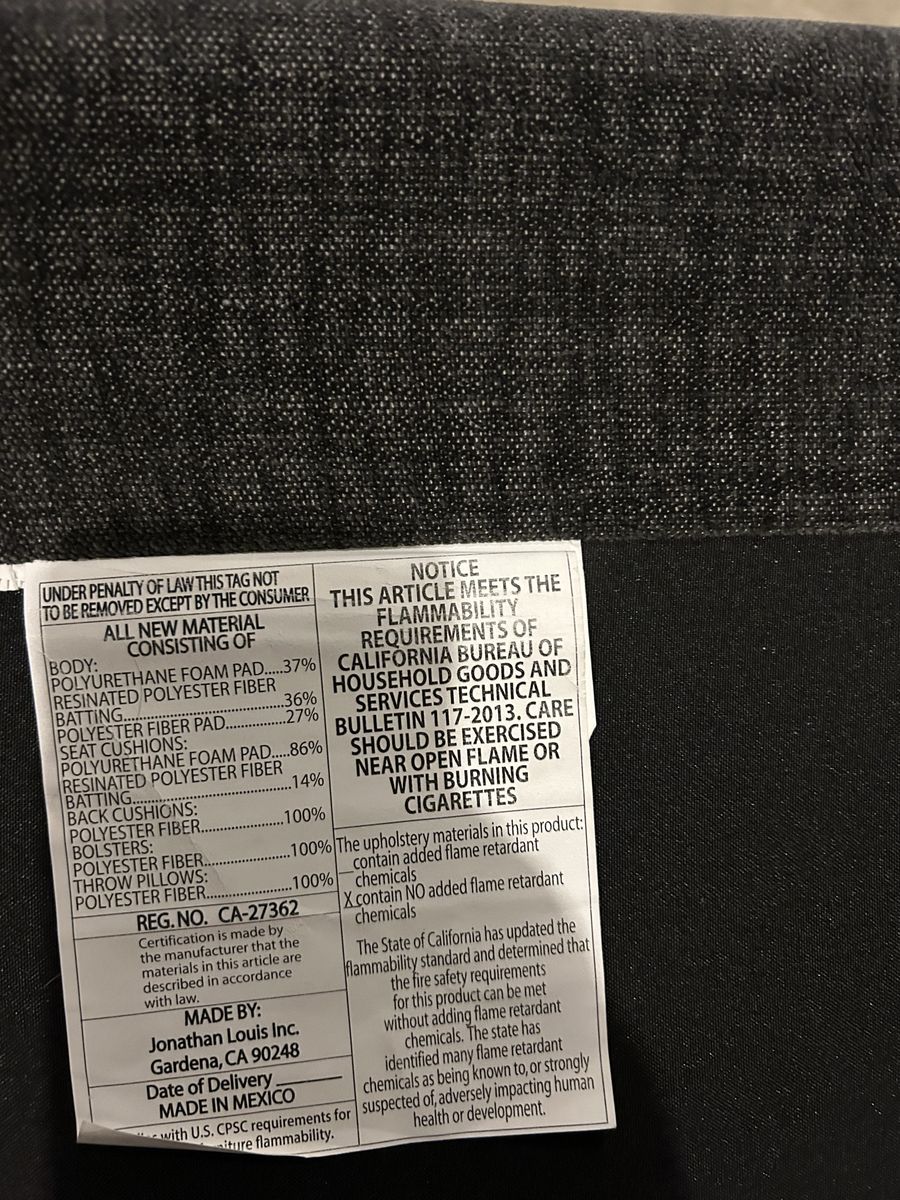 UNDER PENALTY OF LAW THIS TAG NOT
TO BE REMOVED EXCEPT BY THE CONSUMER
ALL NEW MATERIAL
CONSISTING OF
BODY:
POLYURETHANE FOAM PAD.....37%
RESINATED POLYESTER FIBER
BATTING............................36%
POLYESTER FIBER PAD.............27%
SEAT CUSHIONS:
POLYURETHANE FOAM PAD.....86%
RESINATED POLYESTER FIBER
BATTING............................14%
BACK CUSHIONS:
POLYESTER FIBER..................100%
BOLSTERS:
POLYESTER FIBER..................100%
THROW PILLOWS:
POLYESTER FIBER..................100%
REG. NO. CA-27362
Certification is made by
the manufacturer that the
materials in this article are
described in accordance
with law.
MADE BY:
Jonathan Louis Inc.
Gardena, CA 90248
Date of Delivery ________
MADE IN MEXICO
with U.S. CPSC requirements for
flammability.
NOTICE
THIS ARTICLE MEETS THE
FLAMMABILITY
REQUIREMENTS OF
CALIFORNIA BUREAU OF
HOUSEHOLD GOODS AND
SERVICES TECHNICAL
BULLETIN 117-2013. CARE
SHOULD BE EXERCISED
NEAR OPEN FLAME OR
WITH BURNING
CIGARETTES
The upholstery materials in this product:
__contain added flame retardant
chemicals
X contain NO added flame retardant
chemicals
The State of California has updated the
flammability standard and determined that
the fire safety requirements
for this product can be met
without adding flame retardant
chemicals. The state has
identified many flame retardant
chemicals as being known to, or strongly
suspected of, adversely impacting human
health or development.